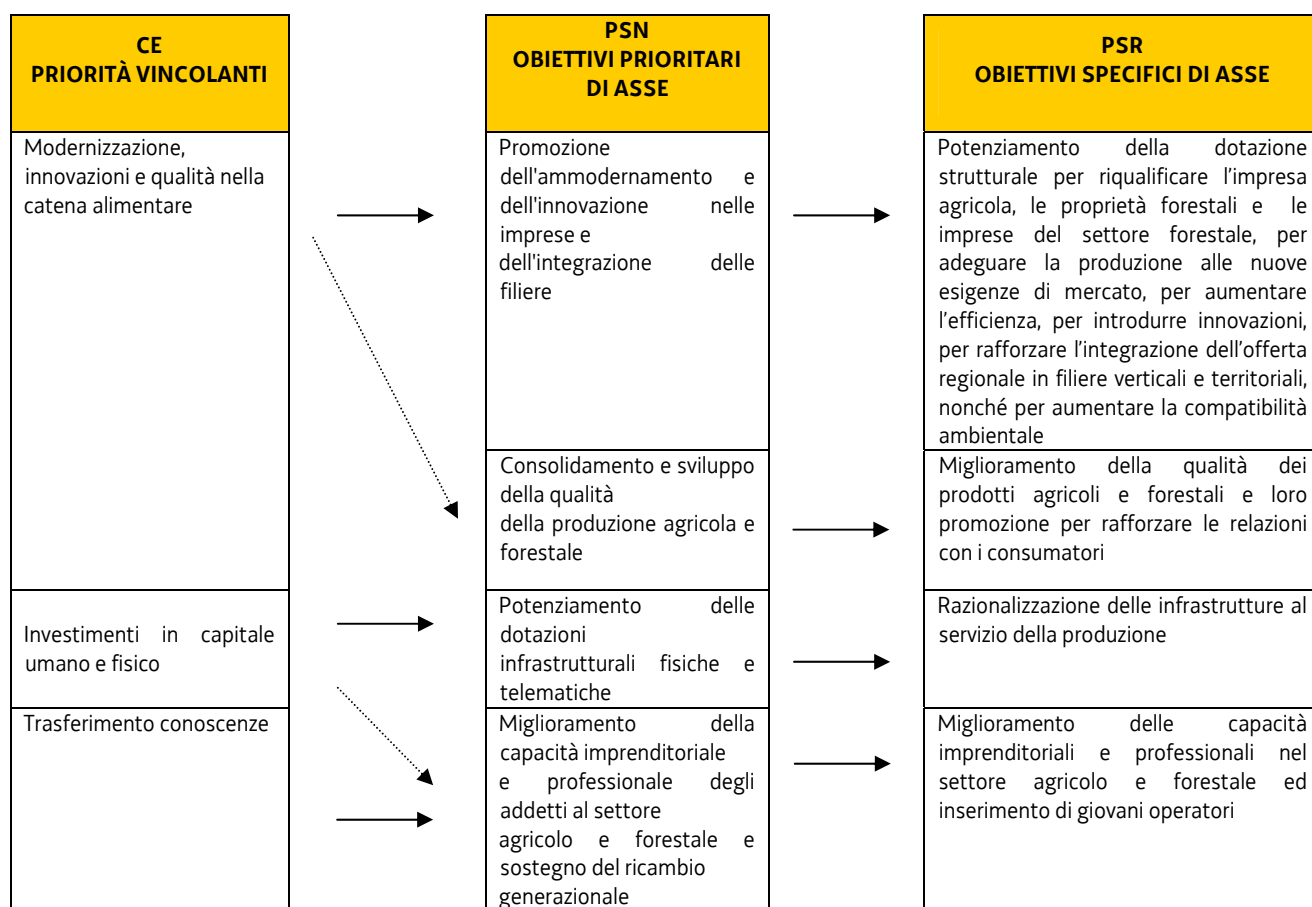 CE
PRIORITÀ VINCOLANTI
PSN
OBIETTIVI PRIORITARI
DI ASSE
PSR
OBIETTIVI SPECIFICI DI ASSE
Modernizzazione,
innovazioni e qualità nella
catena alimentare
Promozione
dell'ammodernamento e
dell'innovazione nelle
imprese e
dell'integrazione delle
filiere
Potenziamento della dotazione
strutturale per riqualificare l’impresa
agricola, le proprietà forestali e le
imprese del settore forestale, per
adeguare la produzione alle nuove
esigenze di mercato, per aumentare
l’efficienza, per introdurre innovazioni,
per rafforzare l’integrazione dell’offerta
regionale in filiere verticali e territoriali,
nonché per aumentare la compatibilità
ambientale
Consolidamento e sviluppo
della qualità
della produzione agricola e
forestale
Miglioramento della qualità dei
prodotti agricoli e forestali e loro
promozione per rafforzare le relazioni
con i consumatori
Investimenti in capitale
umano e fisico
Potenziamento delle
dotazioni
infrastrutturali fisiche e
telematiche
Razionalizzazione delle infrastrutture al
servizio della produzione
Trasferimento conoscenze
Miglioramento della
capacità imprenditoriale
e professionale degli
addetti al settore
agricolo e forestale e
sostegno del ricambio
generazionale
Miglioramento delle capacità
imprenditoriali e professionali nel
settore agricolo e forestale ed
inserimento di giovani operatori